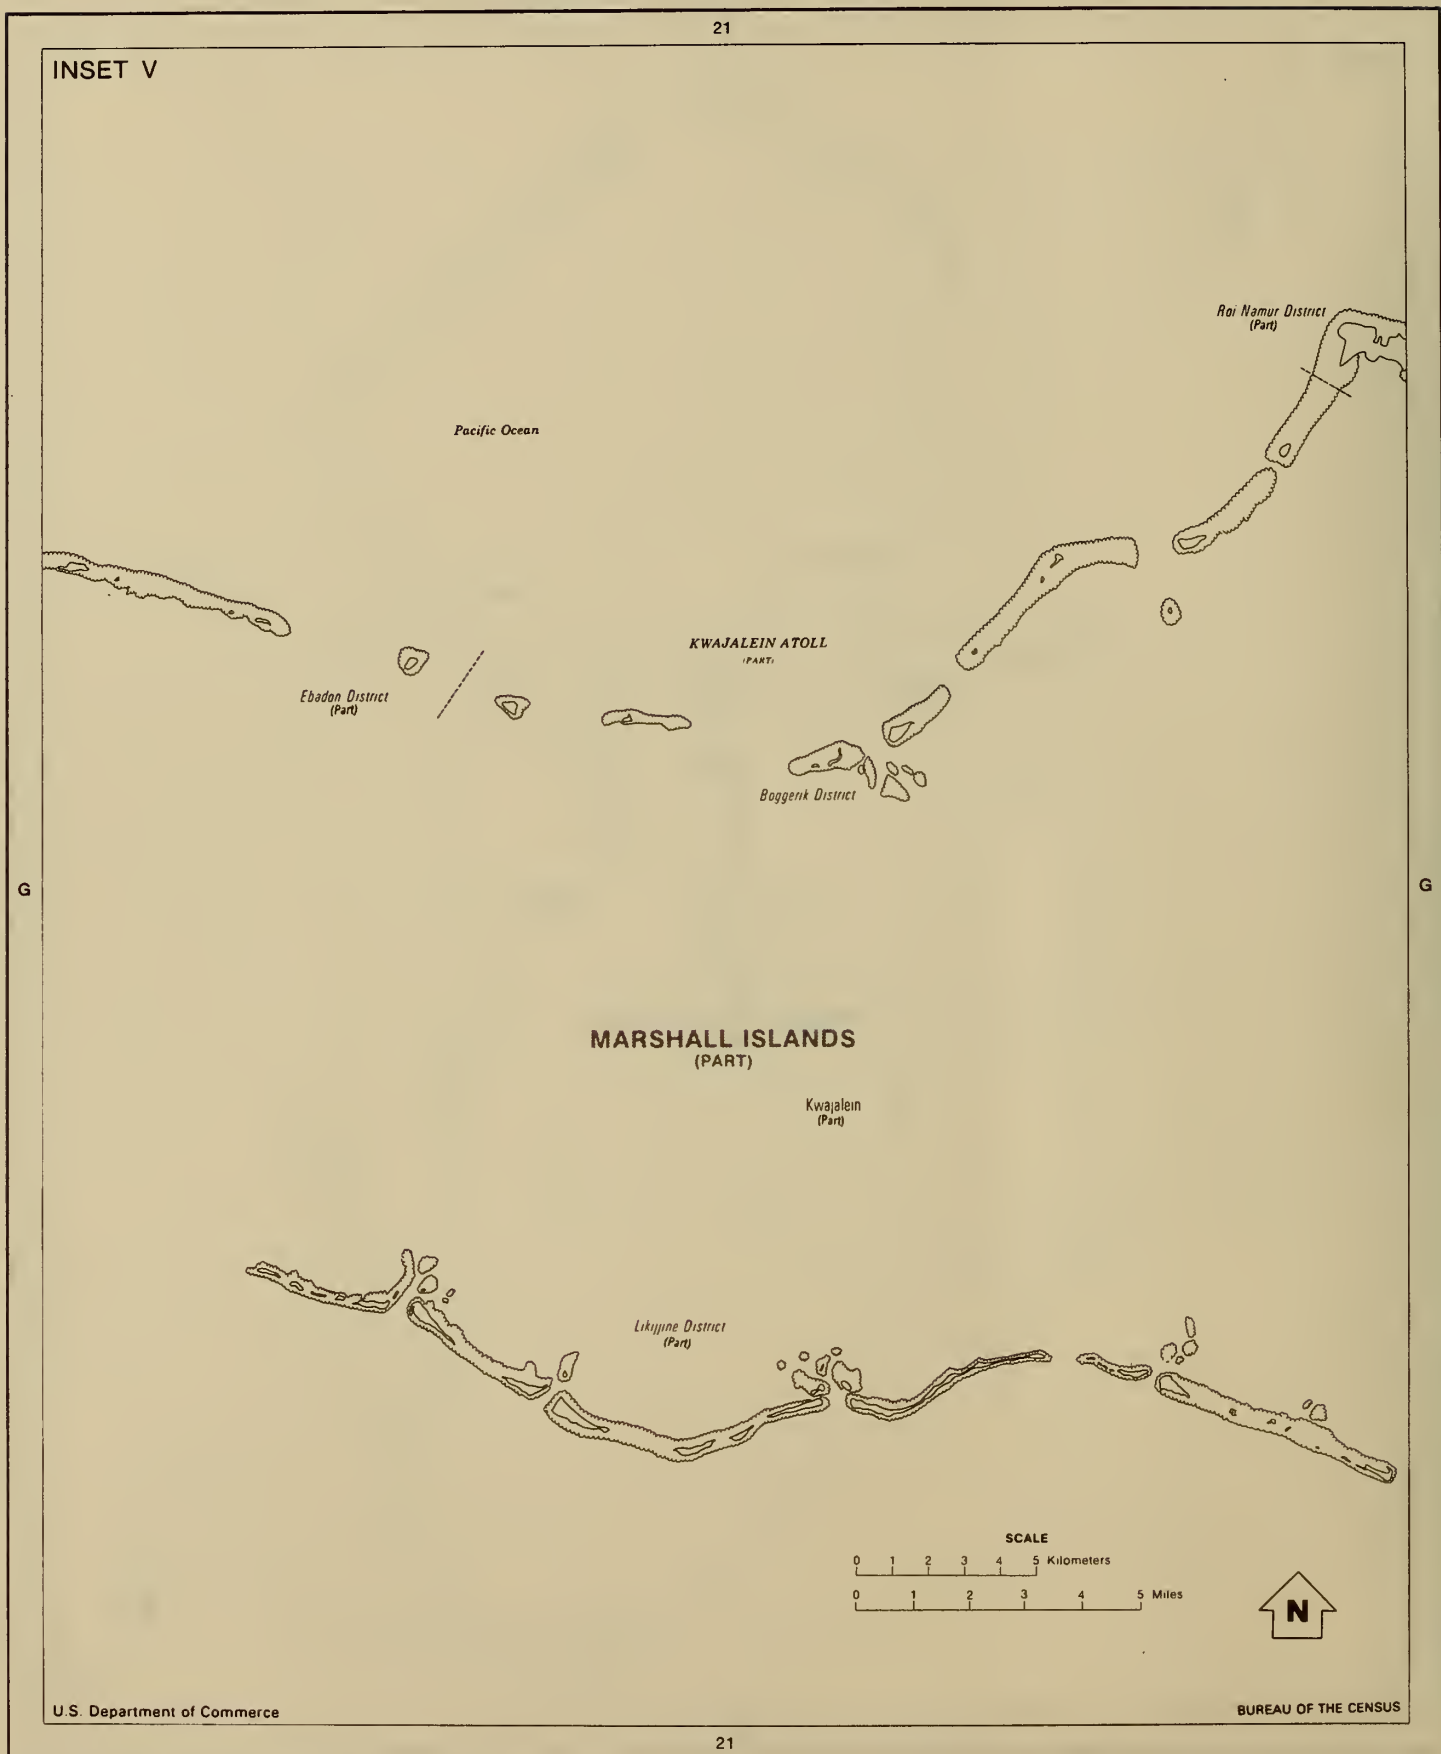 21
INSET V
Roi Namur District
(Part)
Pacific Ocean
KWAJALEIN ATOLL
(PART)
Ebadon District
(Part)
Boggerik District
G
G
MARSHALL ISLANDS
(PART)
Kwajalein
(Part)
Likijjine District
(Part)
SCALE
0 1 2 3 4 5 Kilometers
0 1 2 3 4 5 Miles
N
U.S. Department of Commerce
BUREAU OF THE CENSUS
21